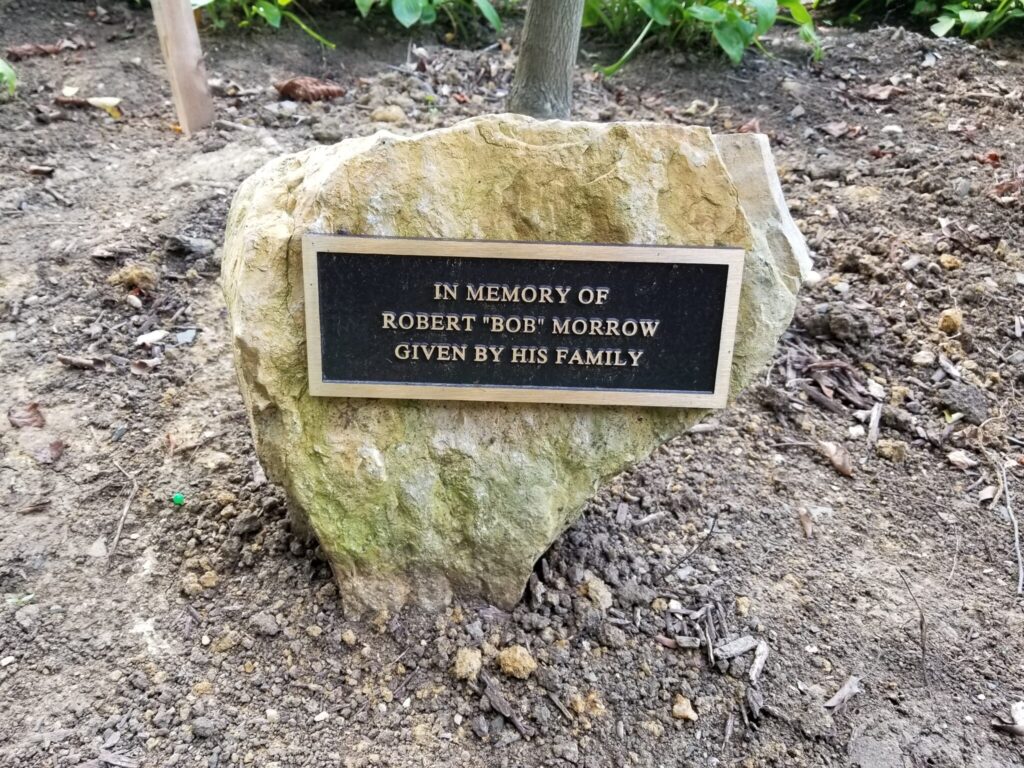 IN MEMORY OF
ROBERT "BOB" MORROW
GIVEN BY HIS FAMILY